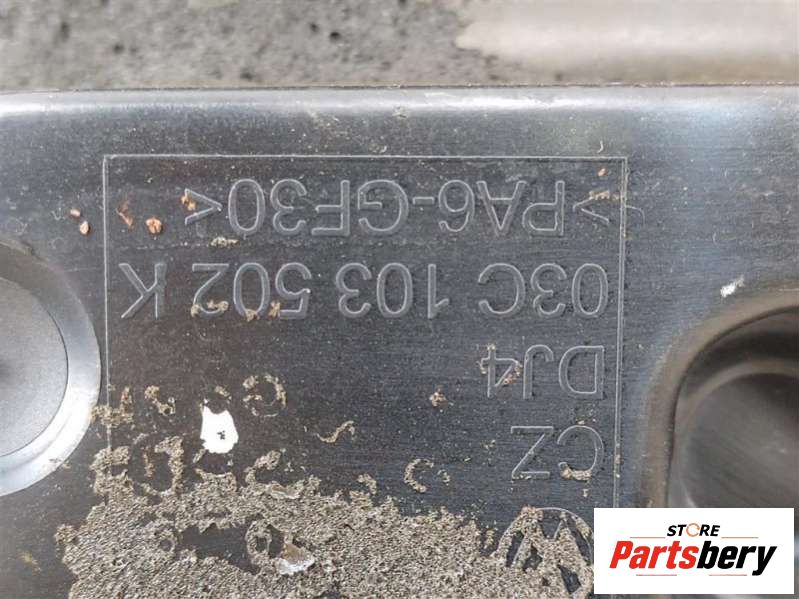 >PA6-GF30<
03C 103 502 K
DJ4
CZ
STORE
Partsbery